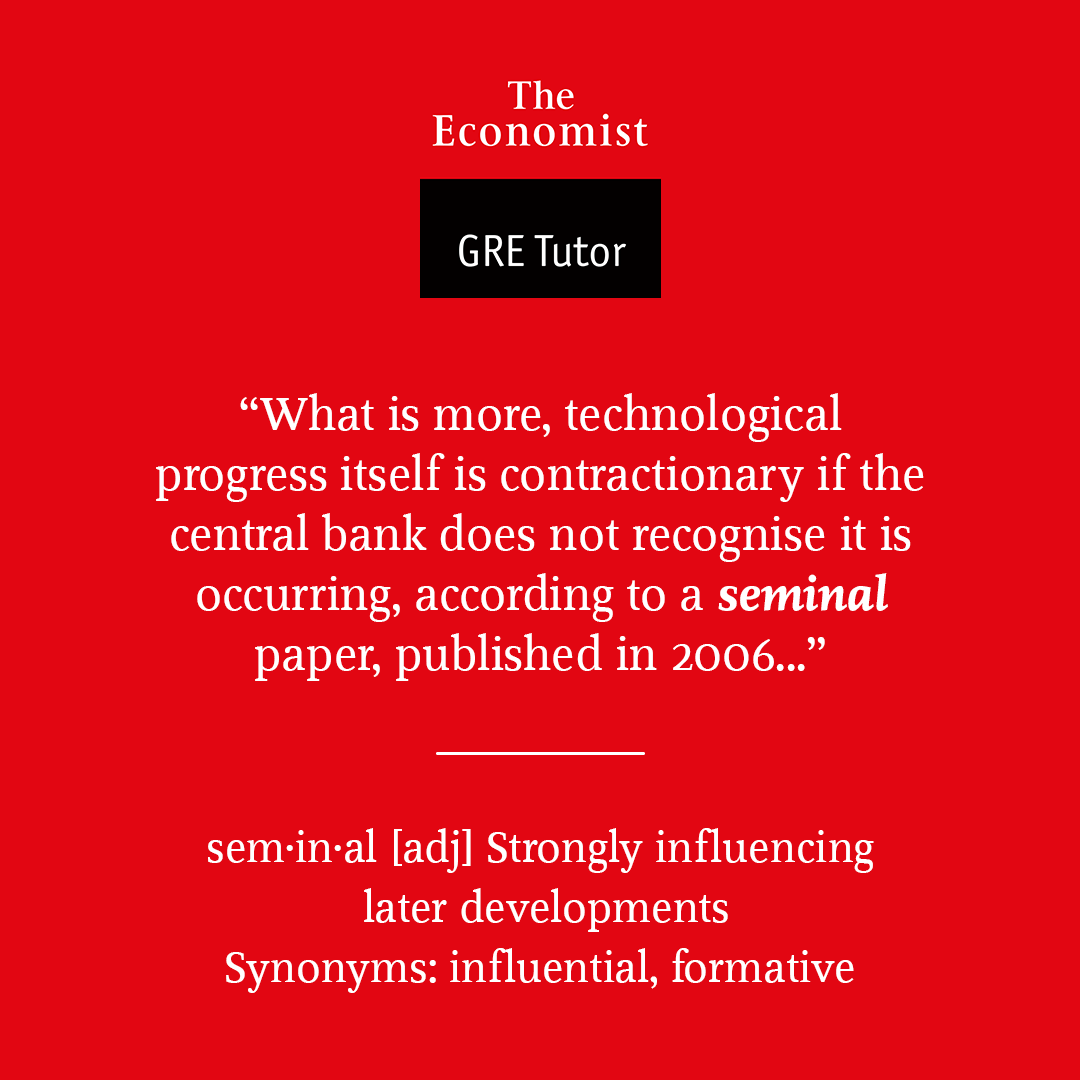 The
Economist
GRE Tutor
“What is more, technological
progress itself is contractionary if the
central bank does not recognise it is
occurring, according to a seminal
paper, published in 2006...”
sem·in·al [adj] Strongly influencing
later developments
Synonyms: influential, formative